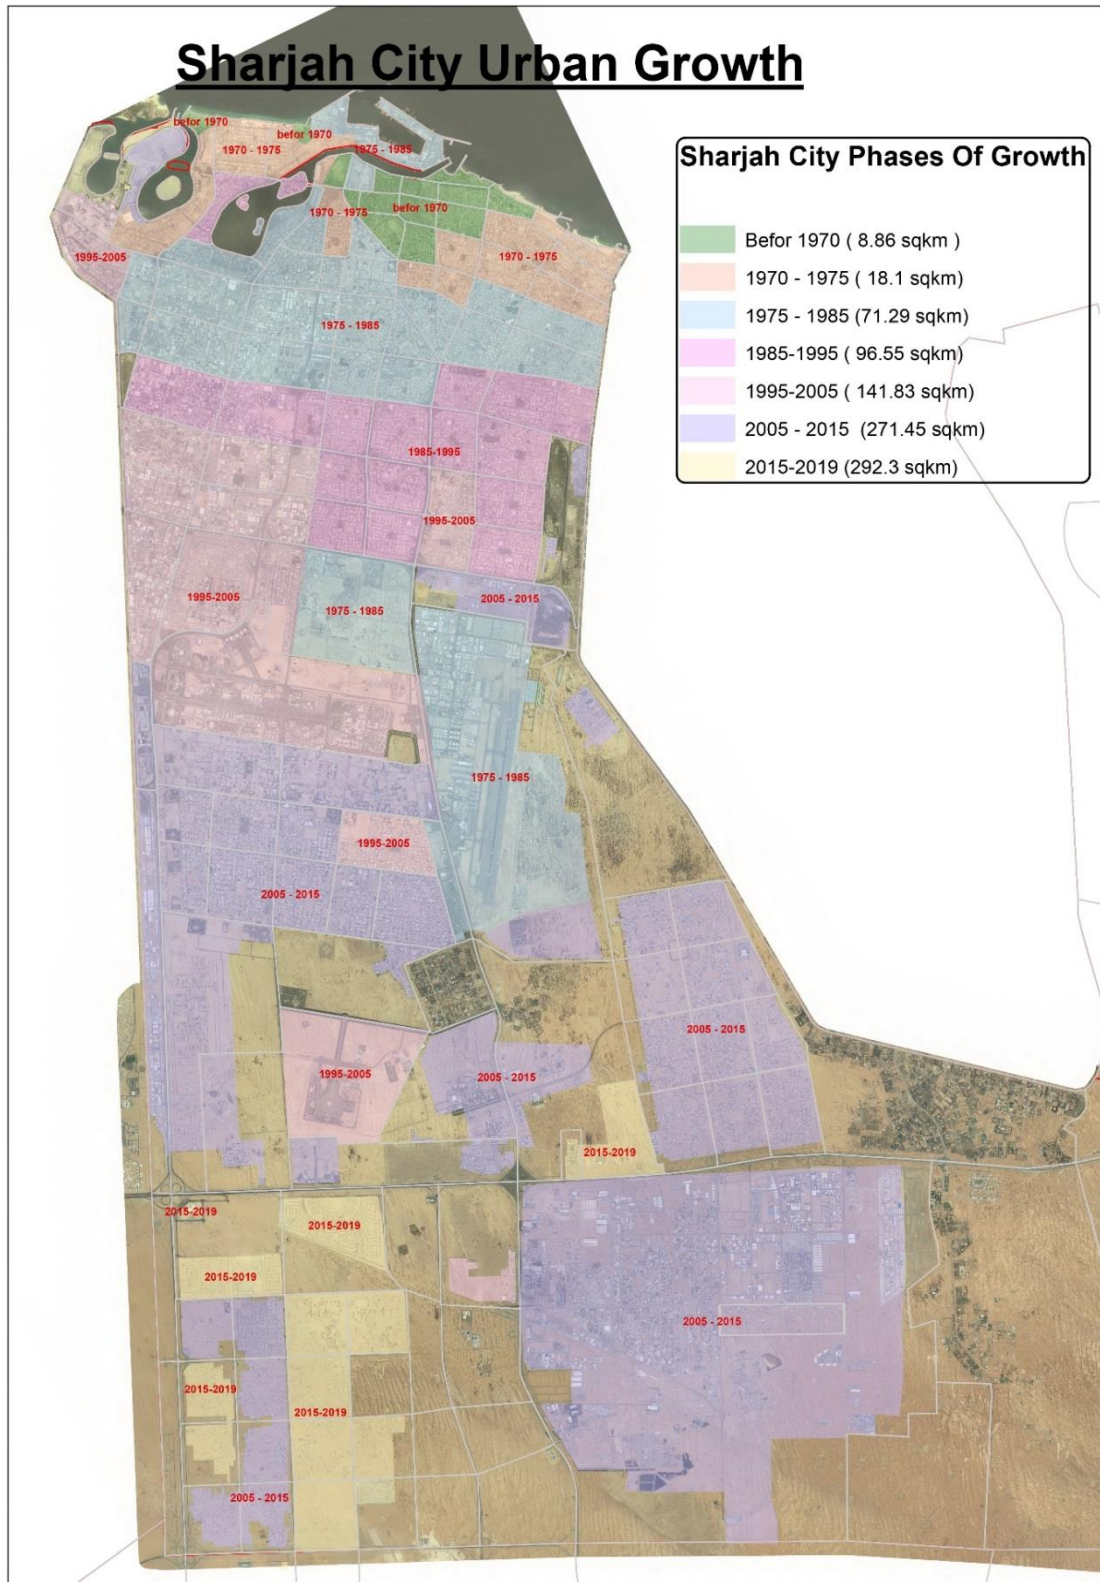 Sharjah City Urban Growth
Sharjah City Phases Of Growth
Befor 1970 ( 8.86 sqkm )
1970 - 1975 ( 18.1 sqkm)
1975 - 1985 (71.29 sqkm)
1985-1995 ( 96.55 sqkm)
1995-2005 ( 141.83 sqkm)
2005 - 2015 (271.45 sqkm)
2015-2019 (292.3 sqkm)
befor 1970
befor 1970
1970 - 1975
1975 - 1985
befor 1970
1970 - 1975
1995-2005
1970 - 1975
1975 - 1985
1985-1995
1995-2005
1995-2005
2005 - 2015
1975 - 1985
1975 - 1985
1995-2005
2005 - 2015
2005 - 2015
1995-2005
2005 - 2015
2015-2019
2015-2019
2015-2019
2015-2019
2005 - 2015
2015-2019
2015-2019
2005 - 2015